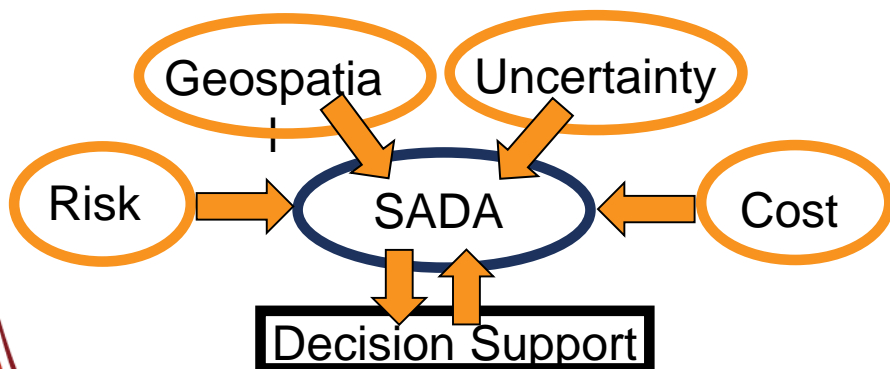 Geospatia
l
Uncertainty
Risk
SADA
Cost
Decision Support